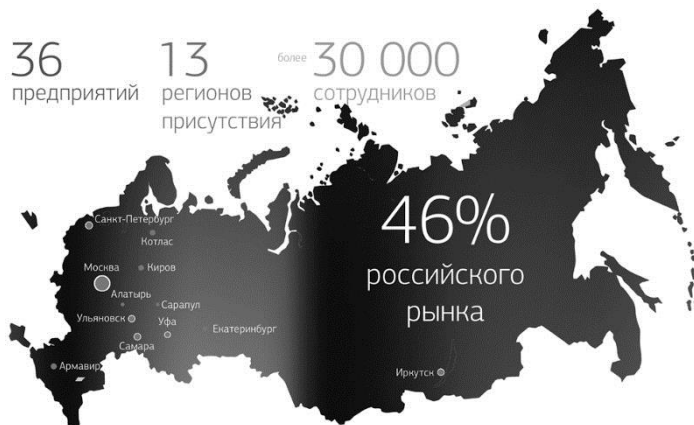 36
предприятий
13
регионов
присутствия
более 30 000
сотрудников
46%
российского
рынка
Санкт-Петербург
Котлас
Москва
Киров
Алатырь
Сарапул
Ульяновск
Уфа
Екатеринбург
Самара
Армавир
Иркутск